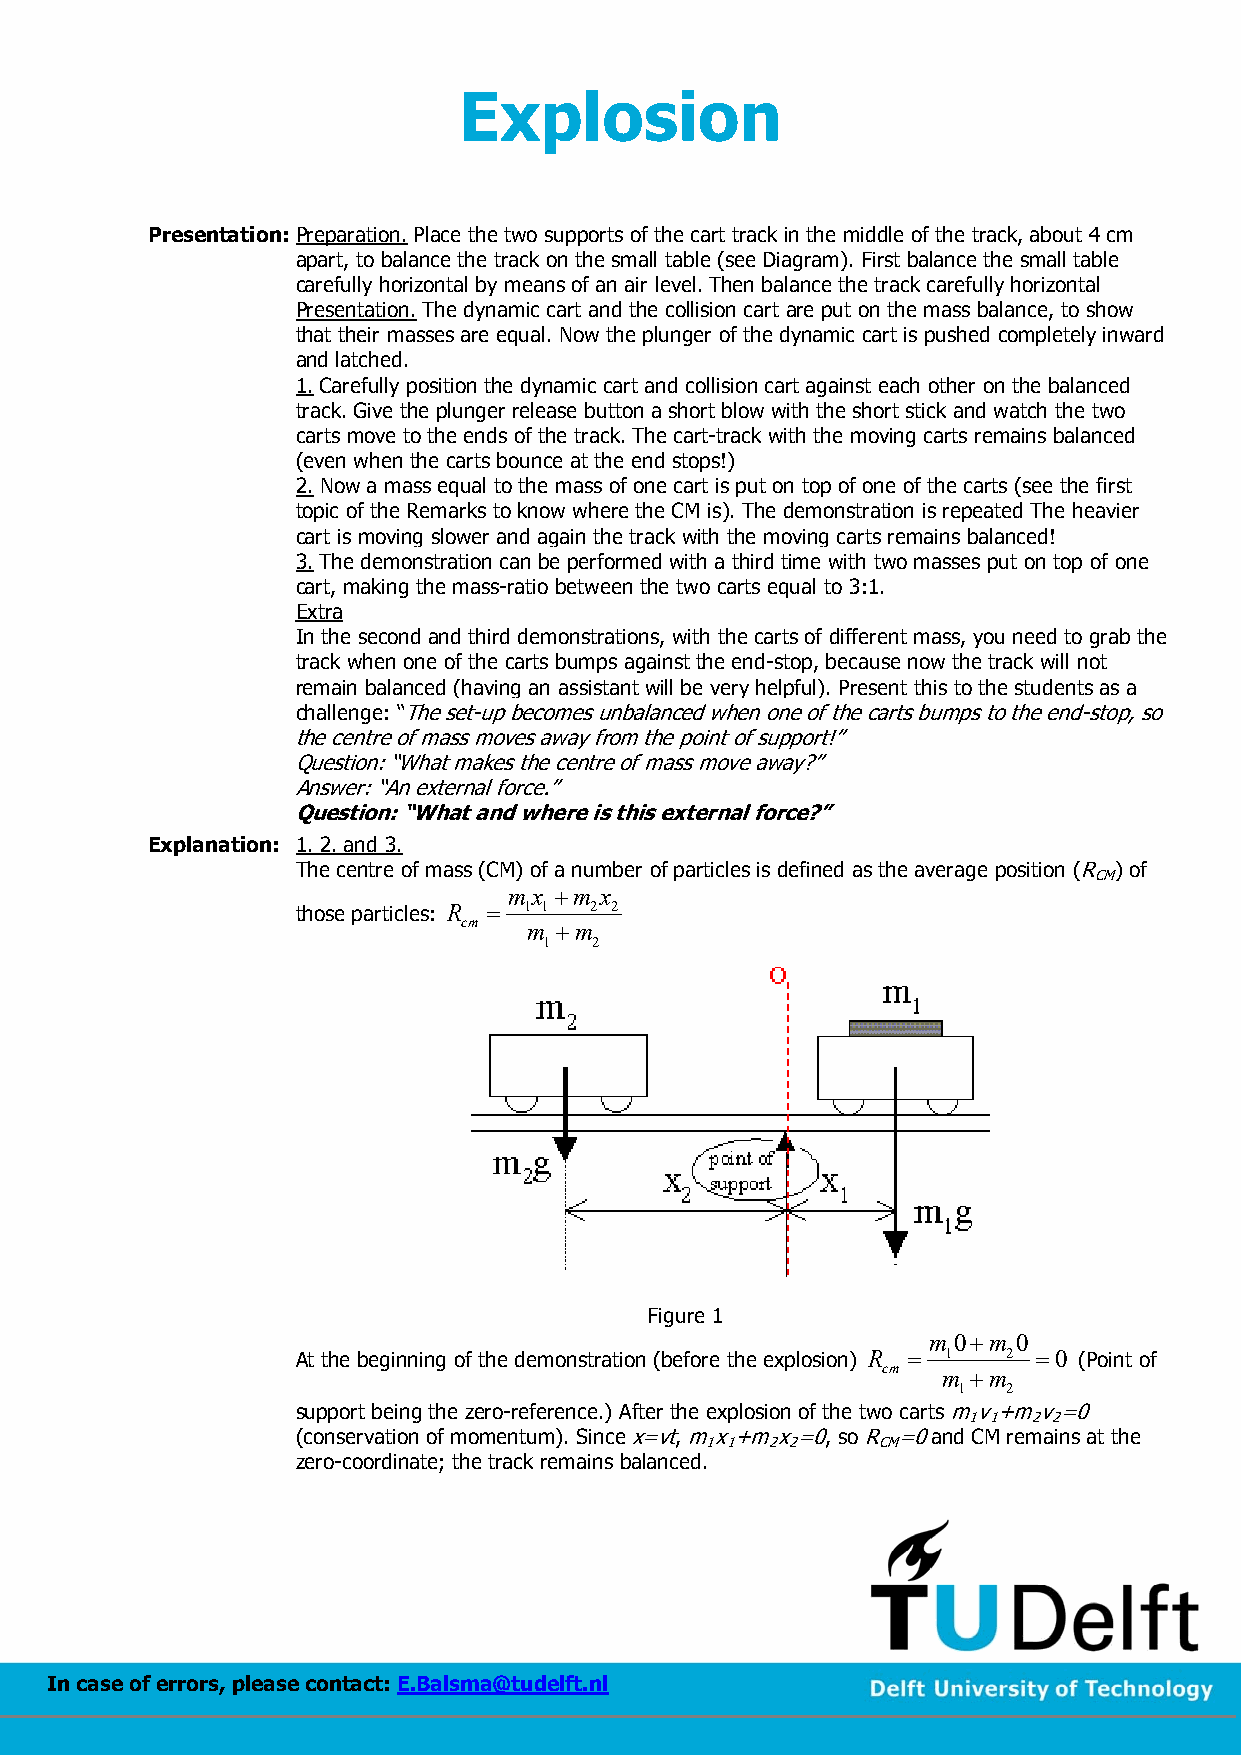 Explosion
Presentation: Preparation. Place the two supports of the cart track in the middle of the track, about 4 cm
apart, to balance the track on the small table (see Diagram). First balance the small table
carefully horizontal by means of an air level. Then balance the track carefully horizontal
Presentation. The dynamic cart and the collision cart are put on the mass balance, to show
that their masses are equal. Now the plunger of the dynamic cart is pushed completely inward
and latched.
1. Carefully position the dynamic cart and collision cart against each other on the balanced
track. Give the plunger release button a short blow with the short stick and watch the two
carts move to the ends of the track. The cart-track with the moving carts remains balanced
(even when the carts bounce at the end stops!)
2. Now a mass equal to the mass of one cart is put on top of one of the carts (see the first
topic of the Remarks to know where the CM is). The demonstration is repeated The heavier
cart is moving slower and again the track with the moving carts remains balanced!
3. The demonstration can be performed with a third time with two masses put on top of one
cart, making the mass-ratio between the two carts equal to 3:1.
Extra
In the second and third demonstrations, with the carts of different mass, you need to grab the
track when one of the carts bumps against the end-stop, because now the track will not
remain balanced (having an assistant will be very helpful). Present this to the students as a
challenge: “The set-up becomes unbalanced when one of the carts bumps to the end-stop, so
the centre of mass moves away from the point of support!”
Question: “What makes the centre of mass move away?”
Answer: “An external force.”
Question: “What and where is this external force?”
Explanation: 1. 2. and 3.
The centre of mass (CM) of a number of particles is defined as the average position (R_CM) of
those particles: R_cm = (m_1x_1 + m_2x_2) / (m_1 + m_2)
O
m_2
m_1
m_2g
point of
support
x_2
x_1
m_1g
Figure 1
At the beginning of the demonstration (before the explosion) R_cm = (m_1 0 + m_2 0) / (m_1 + m_2) = 0 (Point of
support being the zero-reference.) After the explosion of the two carts m_1v_1+m_2v_2=0
(conservation of momentum). Since x=vt, m_1x_1+m_2x_2=0, so R_CM=0 and CM remains at the
zero-coordinate; the track remains balanced.
TUDelft
In case of errors, please contact: E.Balsma@tudelft.nl
Delft University of Technology